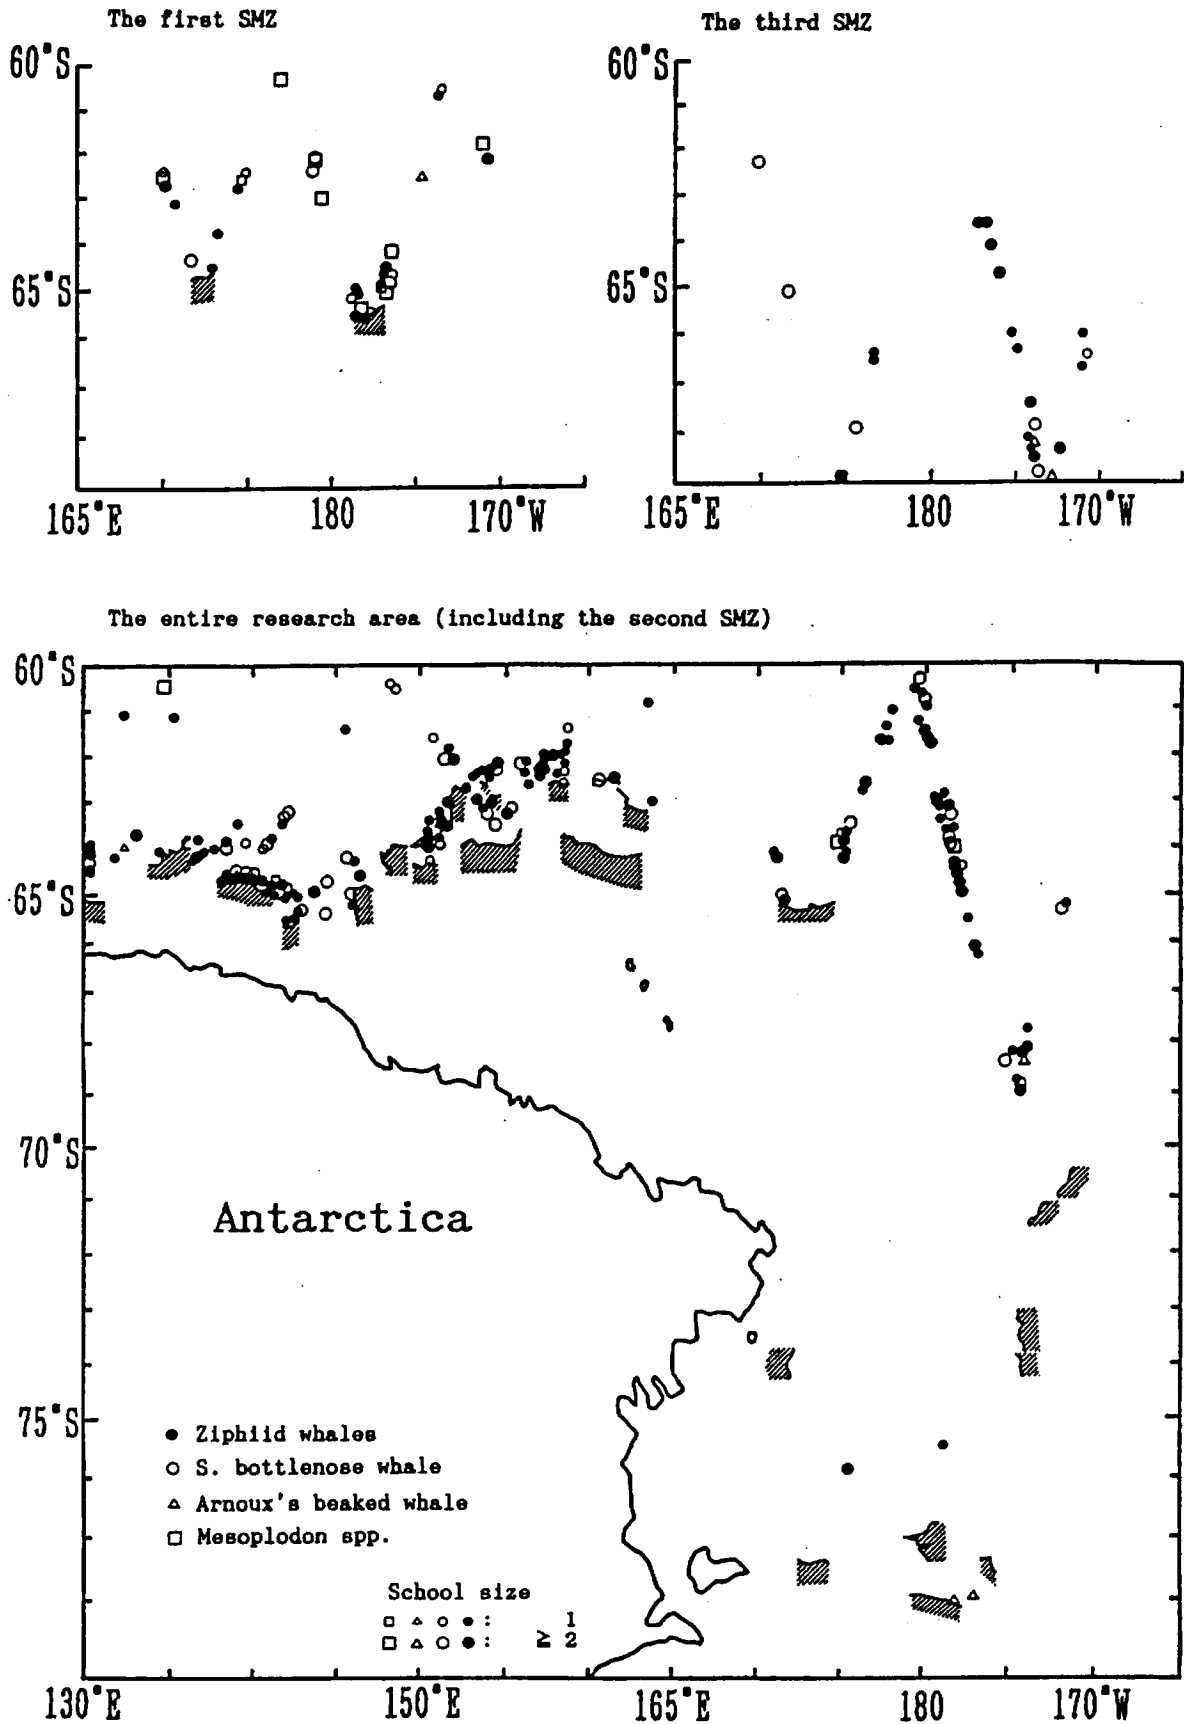 The first SMZ
The third SMZ
60°S
65°S
165°E 180 170°W
60°S
65°S
165°E 180 170°W
The entire research area (including the second SMZ)
60°S
65°S
70°S
75°S
Antarctica
● Ziphiid whales
○ S. bottlenose whale
△ Arnoux's beaked whale
□ Mesoplodon spp.
School size
□ △ ○ ● : 1
□ △ ○ ● : ≧ 2
130°E 150°E 165°E 180 170°W